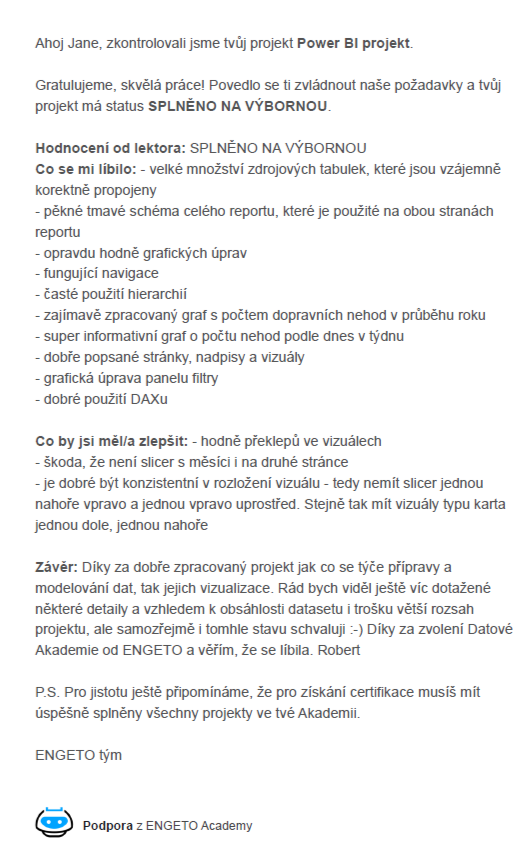 Ahoj Jane, zkontrolovali jsme tvůj projekt Power BI projekt.
Gratulujeme, skvělá práce! Povedlo se ti zvládnout naše požadavky a tvůj
projekt má status SPLNĚNO NA VÝBORNOU.
Hodnocení od lektora: SPLNĚNO NA VÝBORNOU
Co se mi líbilo: - velké množství zdrojových tabulek, které jsou vzájemně
korektně propojeny
- pěkné tmavé schéma celého reportu, které je použité na obou stranách
reportu
- opravdu hodně grafických úprav
- fungující navigace
- časté použití hierarchií
- zajímavě zpracovaný graf s počtem dopravních nehod v průběhu roku
- super informativní graf o počtu nehod podle dnes v týdnu
- dobře popsané stránky, nadpisy a vizuály
- grafická úprava panelu filtry
- dobré použití DAXu
Co by jsi měl/a zlepšit: - hodně překlepů ve vizuálech
- škoda, že není slicer s měsíci i na druhé stránce
- je dobré být konzistentní v rozložení vizuálu - tedy nemít slicer jednou
nahoře vpravo a jednou vpravo uprostřed. Stejně tak mít vizuály typu karta
jednou dole, jednou nahoře
Závěr: Díky za dobře zpracovaný projekt jak co se týče přípravy a
modelování dat, tak jejich vizualizace. Rád bych viděl ještě víc dotažené
některé detaily a vzhledem k obsáhlosti datasetu i trošku větší rozsah
projektu, ale samozřejmě i tomhle stavu schvaluji :-) Díky za zvolení Datové
Akademie od ENGETO a věřím, že se líbila. Robert
P.S. Pro jistotu ještě připomínáme, že pro získání certifikace musíš mít
úspěšně splněny všechny projekty ve tvé Akademii.
ENGETO tým
Podpora z ENGETO Academy